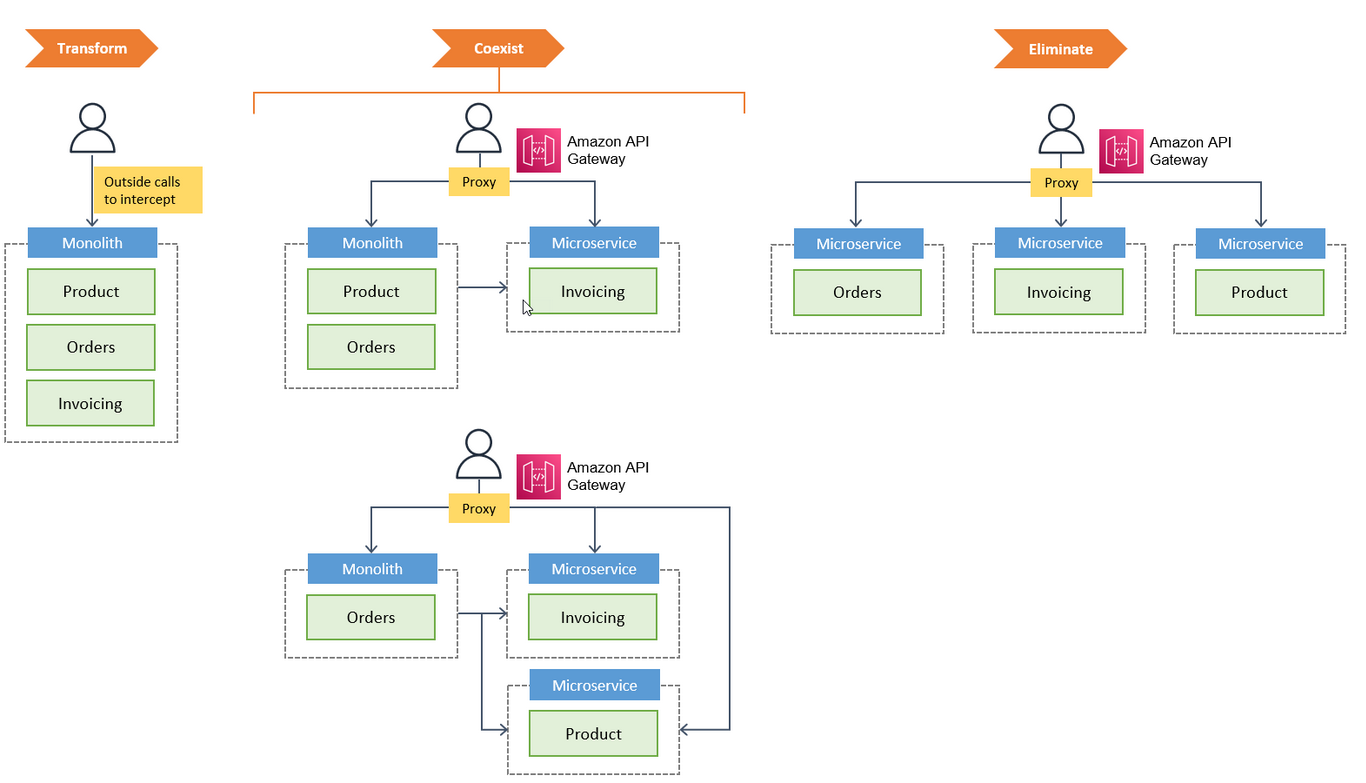 Transform
Coexist
Eliminate
Outside calls
to intercept
Monolith
Product
Orders
Invoicing
Amazon API
Gateway
Proxy
Monolith
Product
Orders
Microservice
Invoicing
Amazon API
Gateway
Proxy
Monolith
Orders
Microservice
Invoicing
Microservice
Product
Amazon API
Gateway
Proxy
Microservice
Orders
Microservice
Invoicing
Microservice
Product